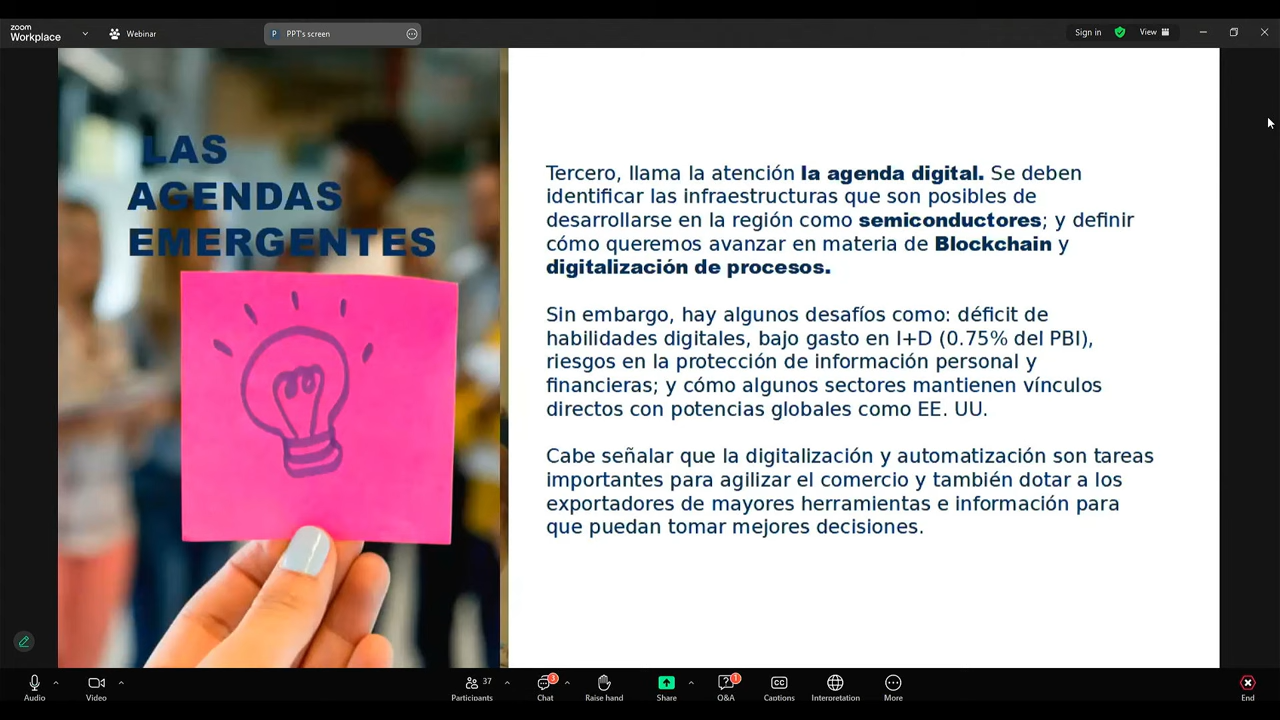 zoom
Workplace
Webinar
P PPT's screen
Sign in
View
LAS
AGENDAS
EMERGENTES
Tercero, llama la atención la agenda digital. Se deben
identificar las infraestructuras que son posibles de
desarrollarse en la región como semiconductores; y definir
cómo queremos avanzar en materia de Blockchain y
digitalización de procesos.
Sin embargo, hay algunos desafíos como: déficit de
habilidades digitales, bajo gasto en I+D (0.75% del PBI),
riesgos en la protección de información personal y
financieras; y cómo algunos sectores mantienen vínculos
directos con potencias globales como EE. UU.
Cabe señalar que la digitalización y automatización son tareas
importantes para agilizar el comercio y también dotar a los
exportadores de mayores herramientas e información para
que puedan tomar mejores decisiones.
Audio
Video
37
Participants
3
Chat
Raise hand
Share
1
Q&A
CC
Captions
Interpretation
More
End